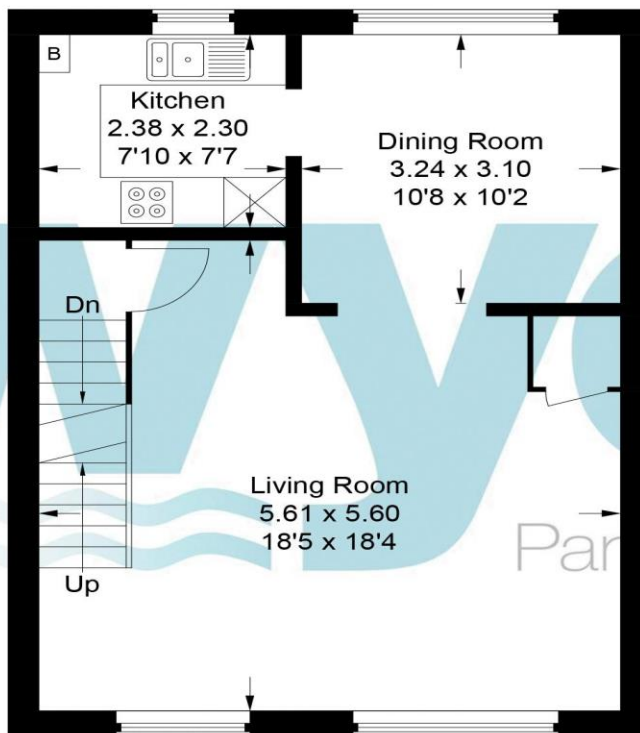 B
Kitchen
2.38 x 2.30
7'10 x 7'7
Dining Room
3.24 x 3.10
10'8 x 10'2
Dn
Living Room
5.61 x 5.60
18'5 x 18'4
Up